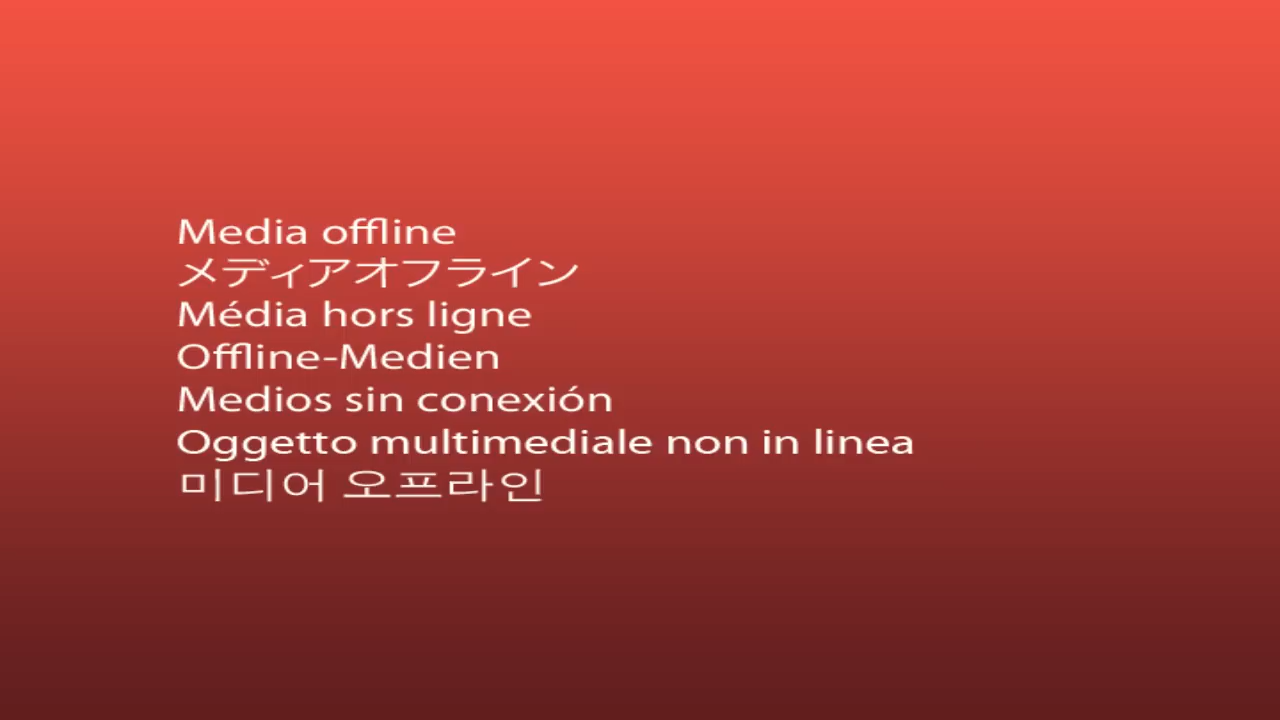 Media offline
メディアオフライン
Média hors ligne
Offline-Medien
Medios sin conexión
Oggetto multimediale non in linea
미디어 오프라인